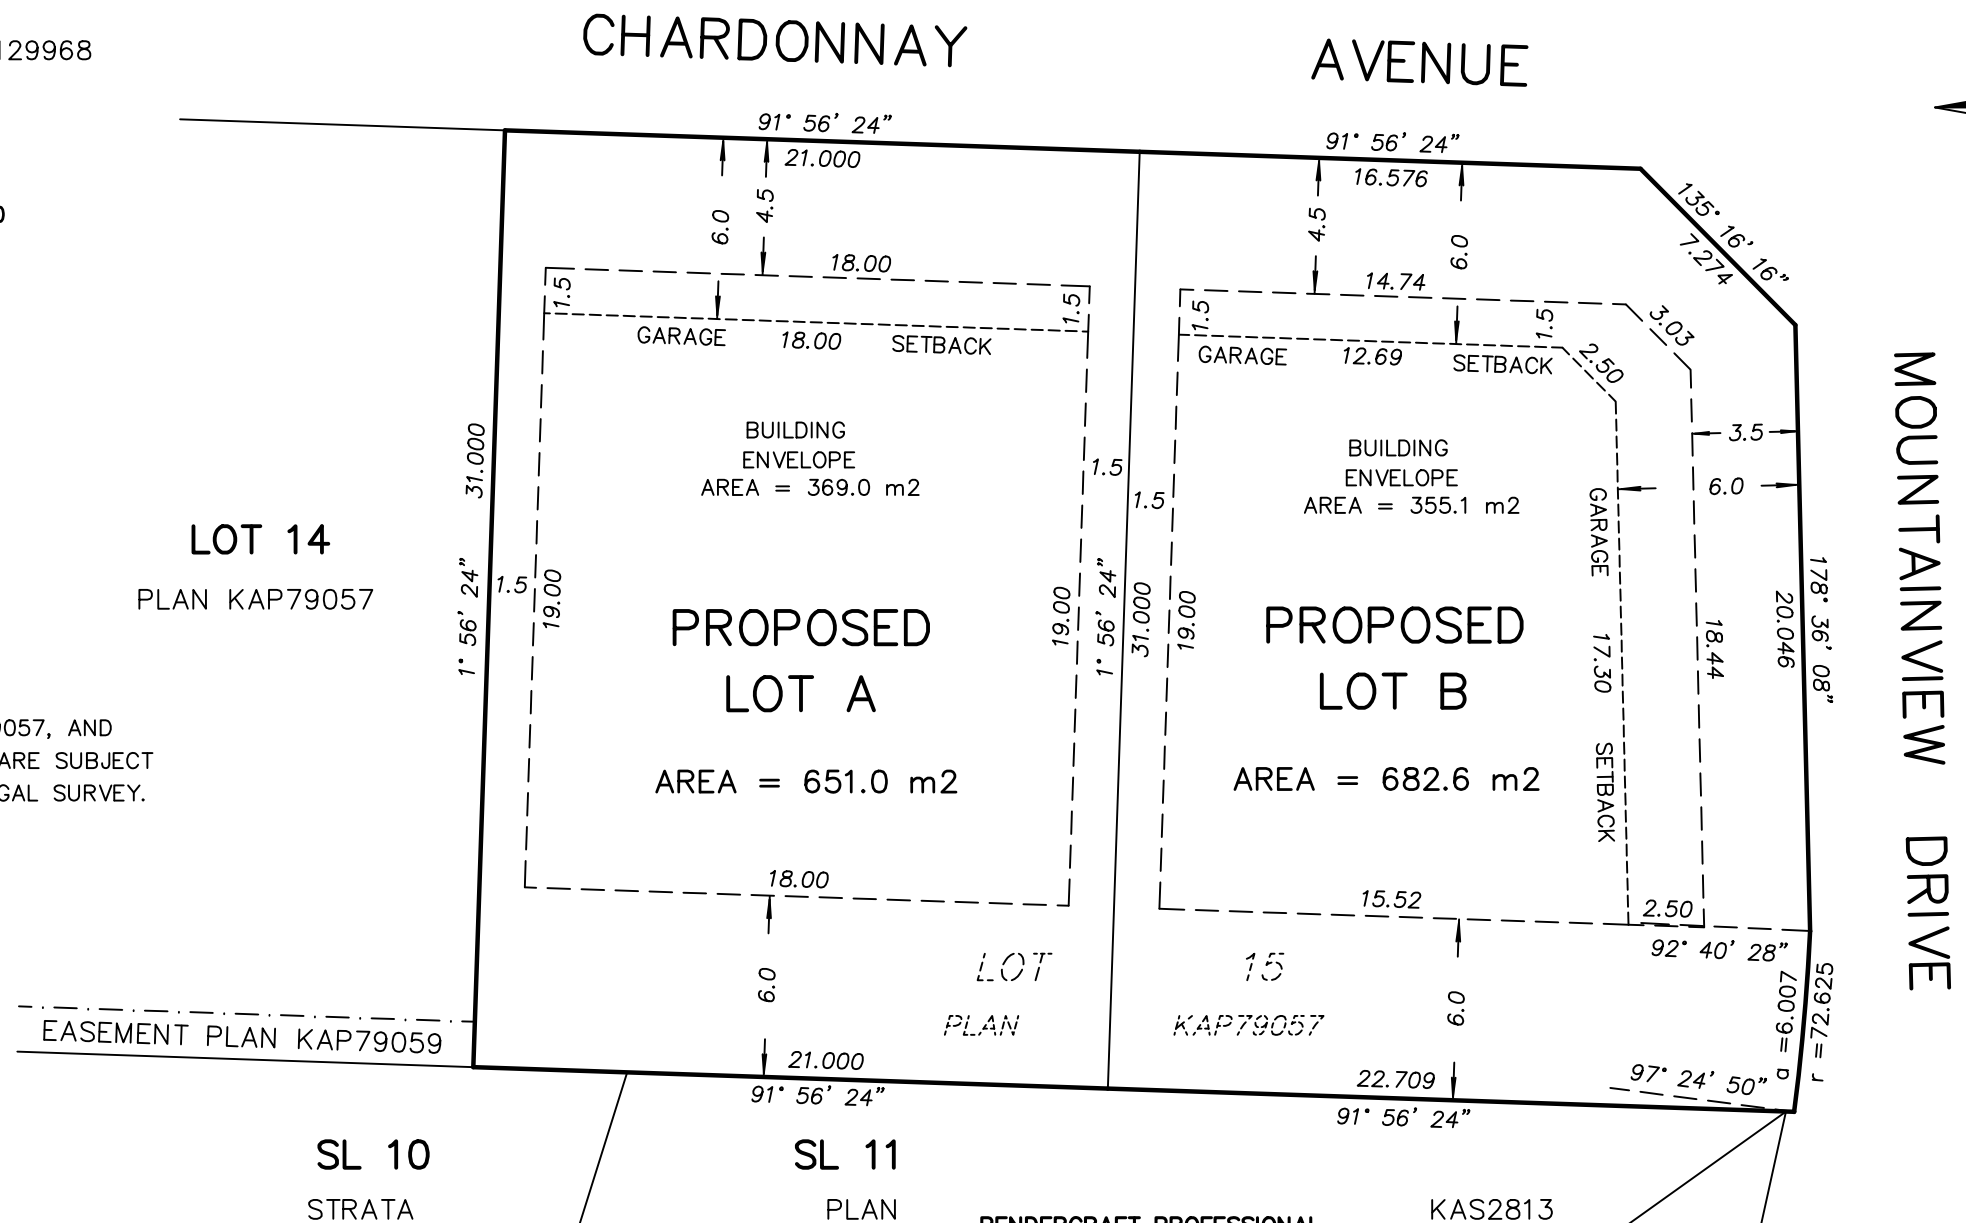 CHARDONNAY AVENUE
129968
91° 56' 24"
21.000
91° 56' 24"
16.576
135° 16' 16"
7.274
6.0
4.5
4.5
6.0
18.00
14.74
1.5
1.5
1.5
1.5
3.03
GARAGE 18.00 SETBACK
GARAGE 12.69 SETBACK
2.50
BUILDING
ENVELOPE
AREA = 369.0 m2
BUILDING
ENVELOPE
AREA = 355.1 m2
3.5
6.0
MOUNTAINVIEW DRIVE
31.000
1° 56' 24"
1.5
19.00
1.5
1.5
19.00
1° 56' 24"
31.000
19.00
GARAGE 17.30 SETBACK
18.44
178° 36' 08"
20.046
LOT 14
PLAN KAP79057
PROPOSED
LOT A
AREA = 651.0 m2
PROPOSED
LOT B
AREA = 682.6 m2
9057, AND
ARE SUBJECT
GAL SURVEY.
18.00
15.52
2.50
92° 40' 28"
6.0
6.0
LOT 15
PLAN KAP79057
a =6.007
r =72.625
EASEMENT PLAN KAP79059
21.000
91° 56' 24"
22.709
91° 56' 24"
97° 24' 50"
SL 10
SL 11
STRATA PLAN KAS2813
RENDERCRAFT PROFESSIONAL